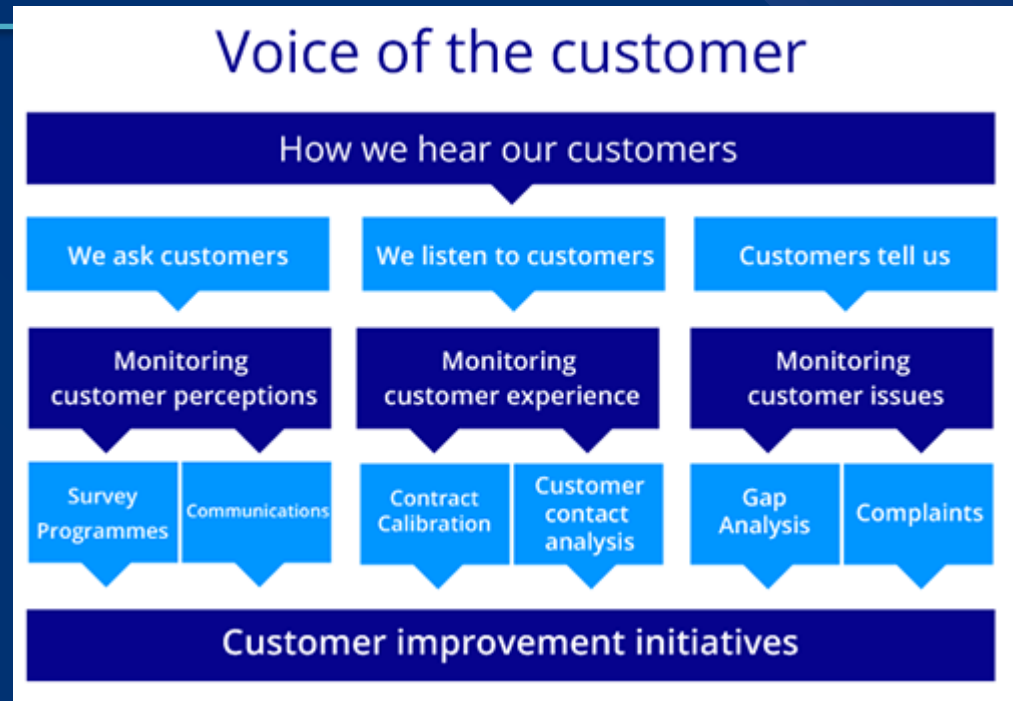 Voice of the customer
How we hear our customers
We ask customers
We listen to customers
Customers tell us
Monitoring
customer perceptions
Monitoring
customer experience
Monitoring
customer issues
Survey
Programmes
Communications
Contract
Calibration
Customer
contact
analysis
Gap
Analysis
Complaints
Customer improvement initiatives